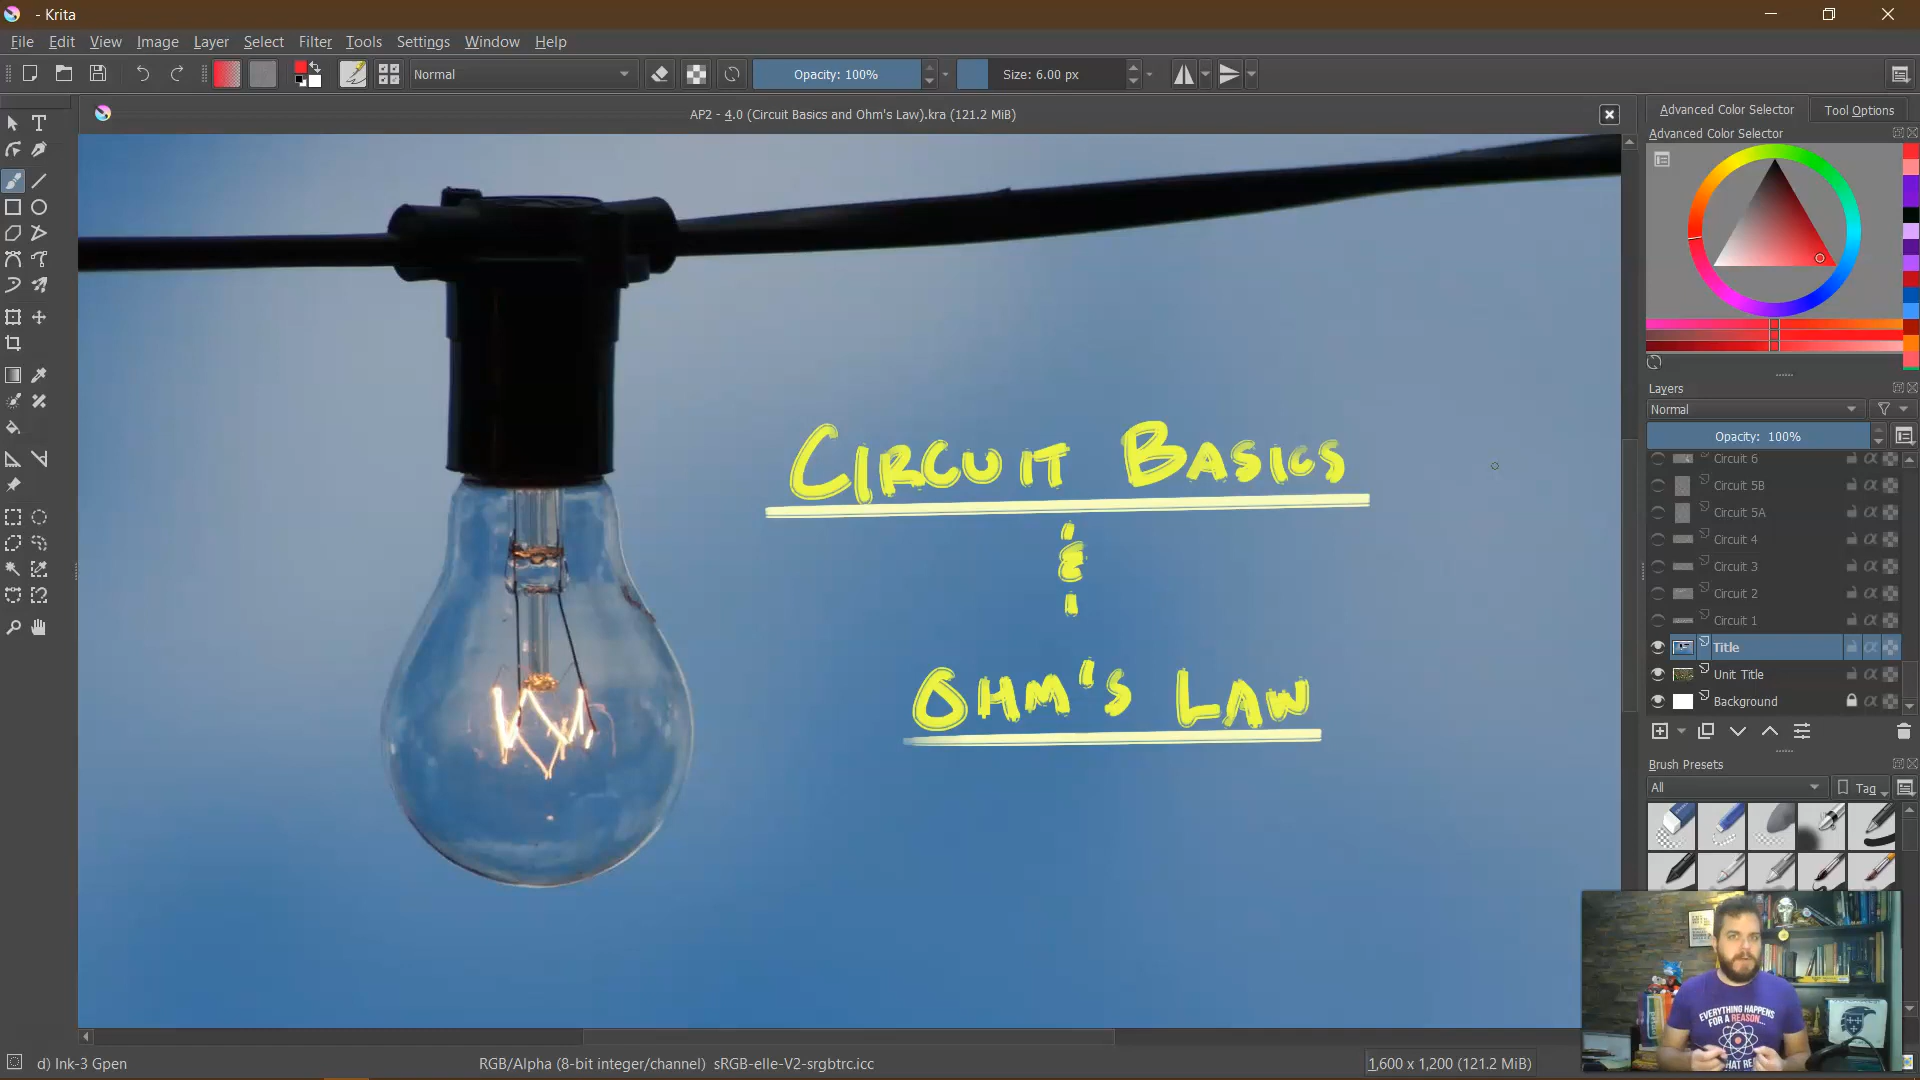 - Krita
File Edit View Image Layer Select Filter Tools Settings Window Help
Normal Opacity: 100% Size: 6.00 px
AP2 - 4.0 (Circuit Basics and Ohm's Law).kra (121.2 MiB)
Advanced Color Selector Tool Options
Advanced Color Selector
CIRCUIT BASICS
&
OHM'S LAW
Layers
Normal
Opacity: 100%
Circuit 6
Circuit 5B
Circuit 5A
Circuit 4
Circuit 3
Circuit 2
Circuit 1
Title
Unit Title
Background
Brush Presets
All Tag
EVERYTHING HAPPENS
FOR A REASON...
d) Ink-3 Gpen RGB/Alpha (8-bit integer/channel) sRGB-elle-V2-srgbtrc.icc 1,600 x 1,200 (121.2 MiB)